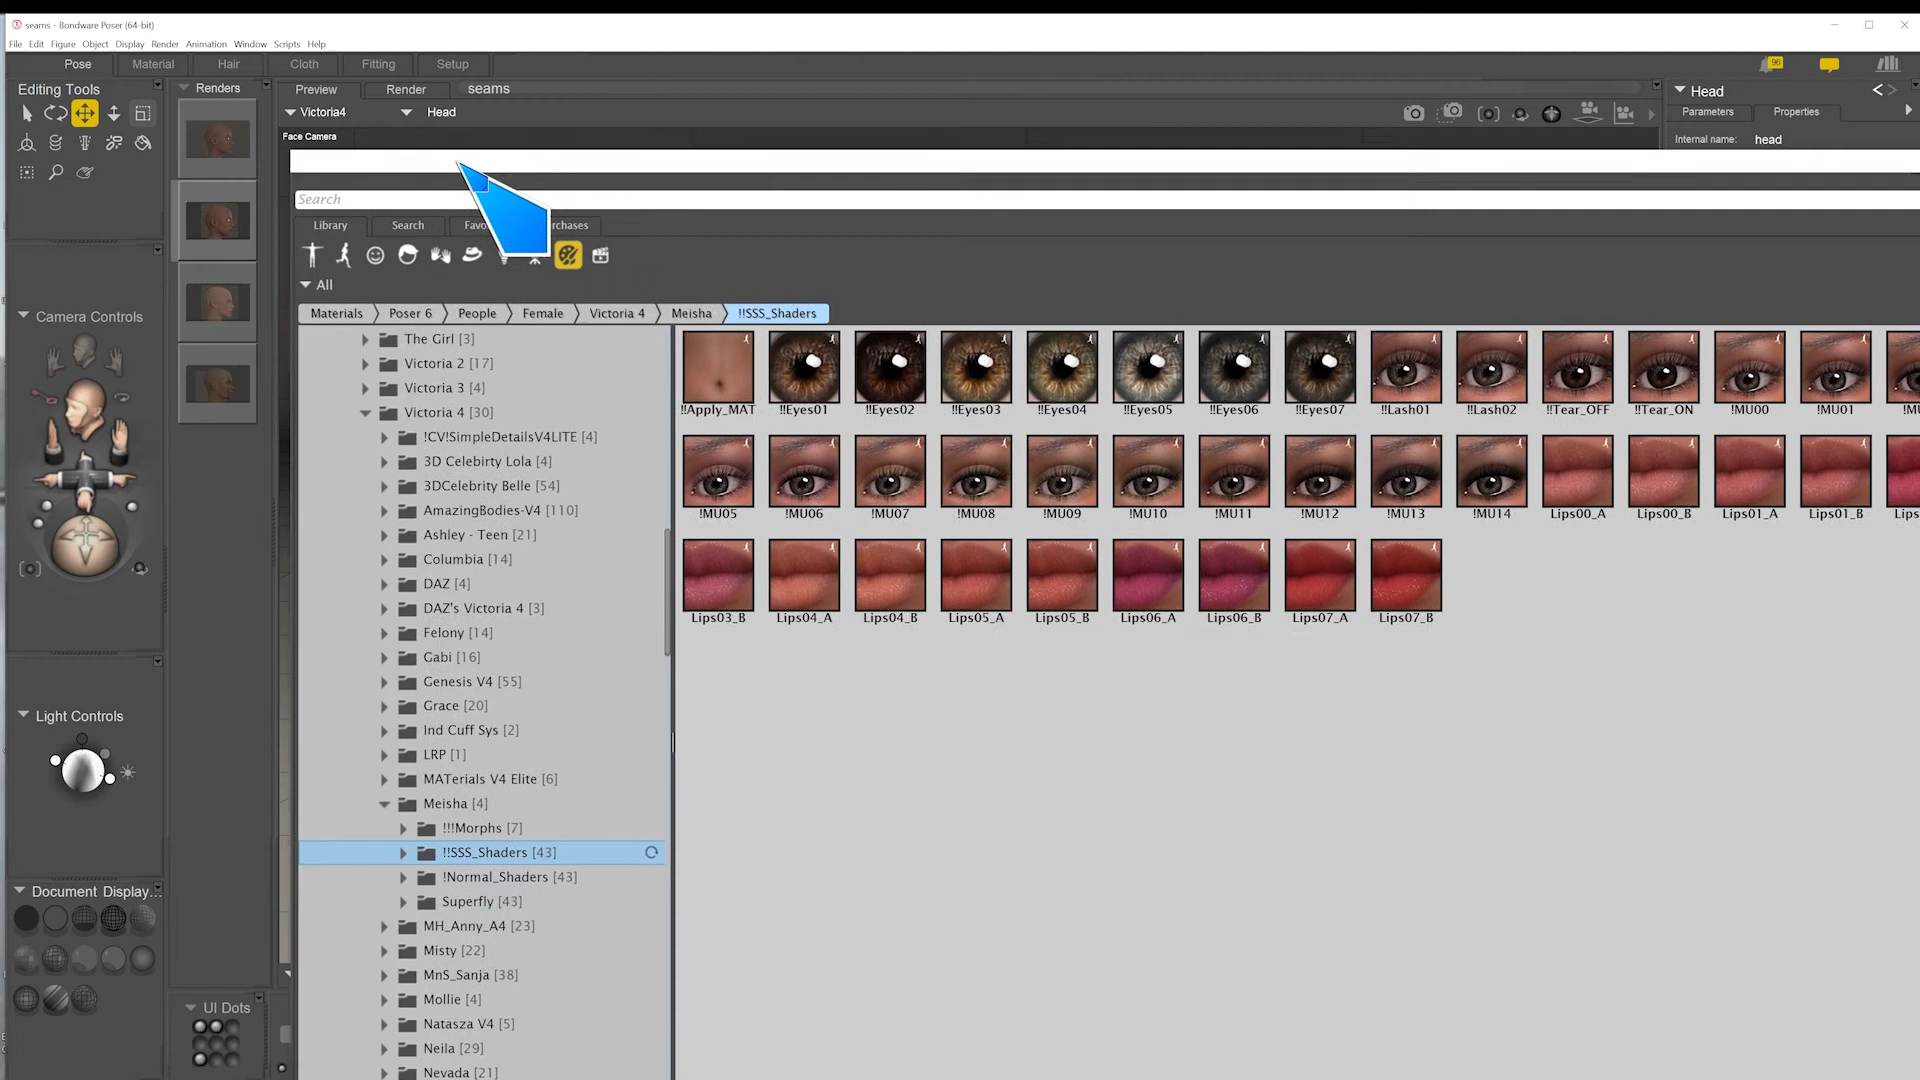 seams - Bondware Poser (64-bit)
File Edit Figure Object Display Render Animation Window Scripts Help
Pose Material Hair Cloth Fitting Setup
96
Editing Tools
Renders
Preview Render seams
Victoria4 Head
Face Camera
Head
Parameters Properties
Internal name: head
Search
Library Search
All
Materials Poser 6 People Female Victoria 4 Meisha !!SSS_Shaders
Camera Controls
Light Controls
Document Display...
UI Dots
The Girl [3]
Victoria 2 [17]
Victoria 3 [4]
Victoria 4 [30]
!CV!SimpleDetailsV4LITE [4]
3D Celebirty Lola [4]
3DCelebrity Belle [54]
AmazingBodies-V4 [110]
Ashley - Teen [21]
Columbia [14]
DAZ [4]
DAZ's Victoria 4 [3]
Felony [14]
Gabi [16]
Genesis V4 [55]
Grace [20]
Ind Cuff Sys [2]
LRP [1]
MATerials V4 Elite [6]
Meisha [4]
!!!Morphs [7]
!!SSS_Shaders [43]
!Normal_Shaders [43]
Superfly [43]
MH_Anny_A4 [23]
Misty [22]
MnS_Sanja [38]
Mollie [4]
Natasza V4 [5]
Neila [29]
Nevada [21]
!!Apply_MAT !!Eyes01 !!Eyes02 !!Eyes03 !!Eyes04 !!Eyes05 !!Eyes06 !!Eyes07 !!Lash01 !!Lash02 !!Tear_OFF !!Tear_ON !MU00 !MU01
!MU05 !MU06 !MU07 !MU08 !MU09 !MU10 !MU11 !MU12 !MU13 !MU14 Lips00_A Lips00_B Lips01_A Lips01_B
Lips03_B Lips04_A Lips04_B Lips05_A Lips05_B Lips06_A Lips06_B Lips07_A Lips07_B